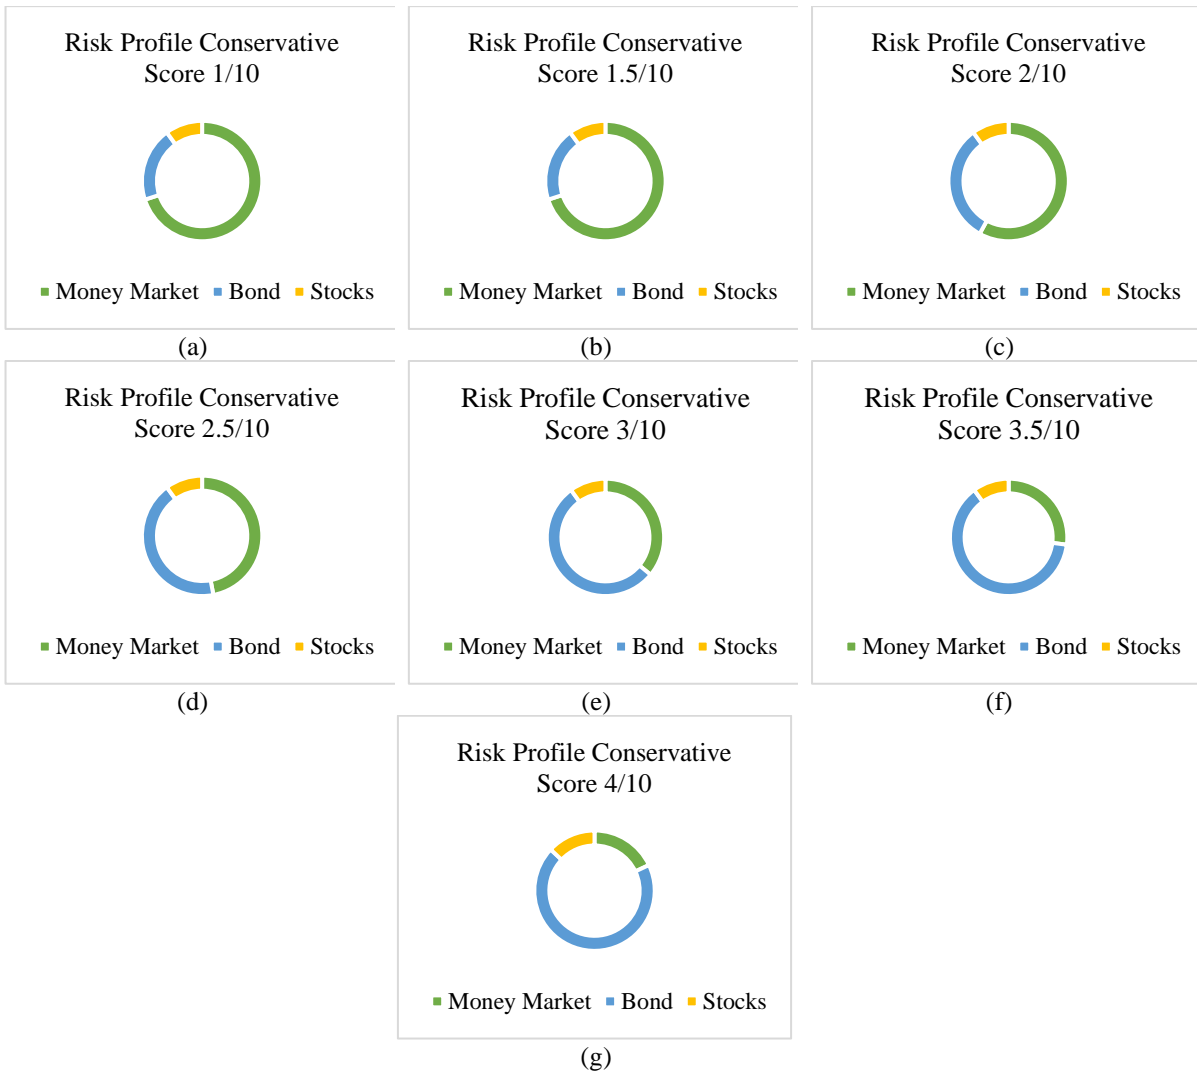 Risk Profile Conservative
Score 1/10
Money Market Bond Stocks
(a)
Risk Profile Conservative
Score 1.5/10
Money Market Bond Stocks
(b)
Risk Profile Conservative
Score 2/10
Money Market Bond Stocks
(c)
Risk Profile Conservative
Score 2.5/10
Money Market Bond Stocks
(d)
Risk Profile Conservative
Score 3/10
Money Market Bond Stocks
(e)
Risk Profile Conservative
Score 3.5/10
Money Market Bond Stocks
(f)
Risk Profile Conservative
Score 4/10
Money Market Bond Stocks
(g)